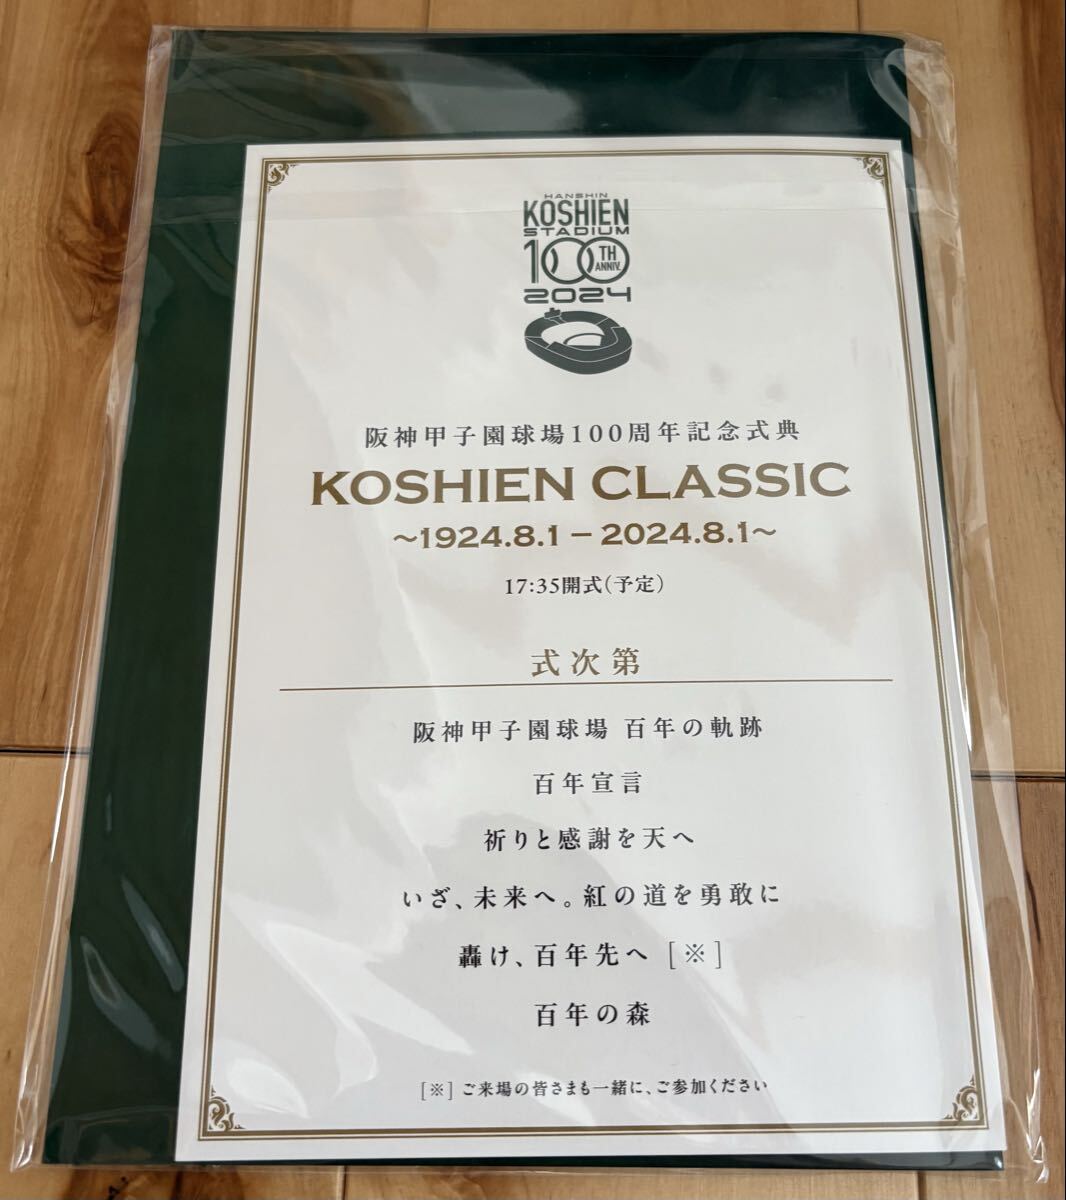 HANSHIN
KOSHIEN
STADIUM
100TH
ANNIV.
2024
阪神甲子園球場100周年記念式典
KOSHIEN CLASSIC
～1924.8.1－2024.8.1～
17:35開式(予定)
式次第
阪神甲子園球場 百年の軌跡
百年宣言
祈りと感謝を天へ
いざ、未来へ。紅の道を勇敢に
轟け、百年先へ [※]
百年の森
[※] ご来場の皆さまも一緒に、ご参加ください